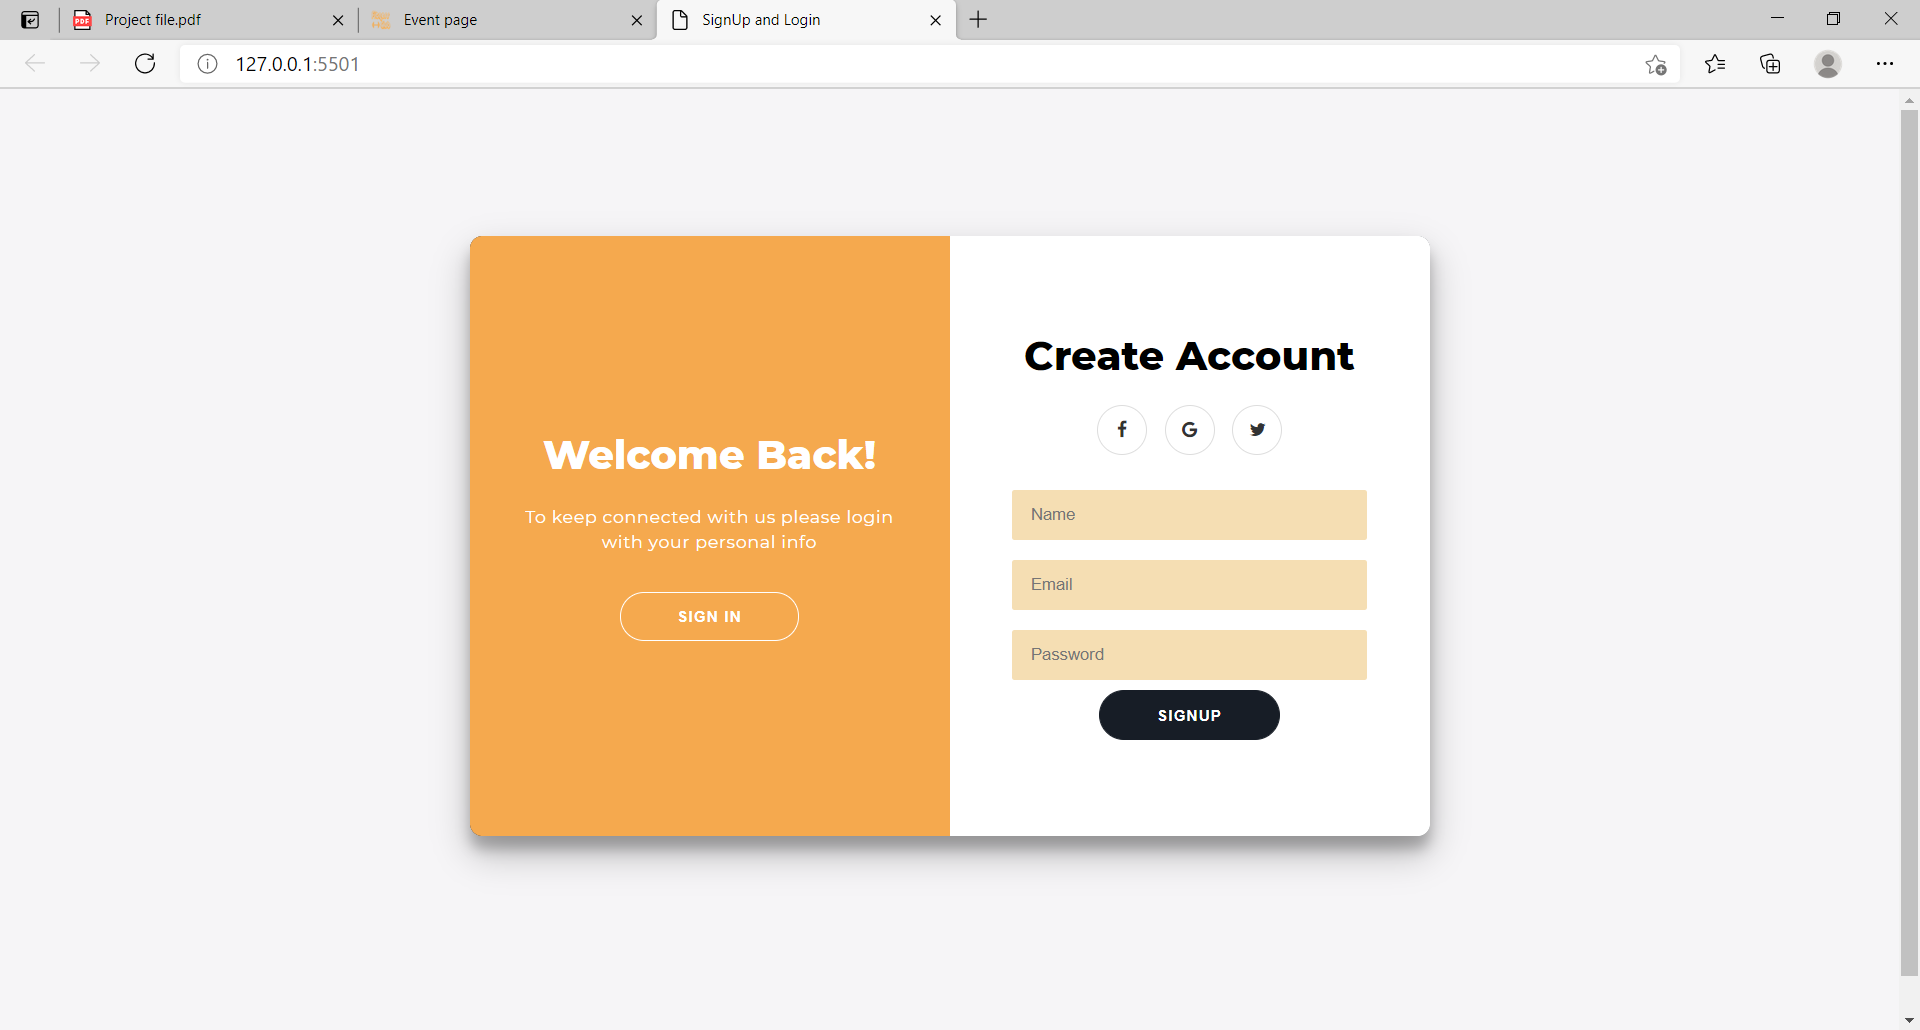 Project file.pdf
Event page
SignUp and Login
127.0.0.1:5501
Welcome Back!
To keep connected with us please login
with your personal info
SIGN IN
Create Account
Name
Email
Password
SIGNUP